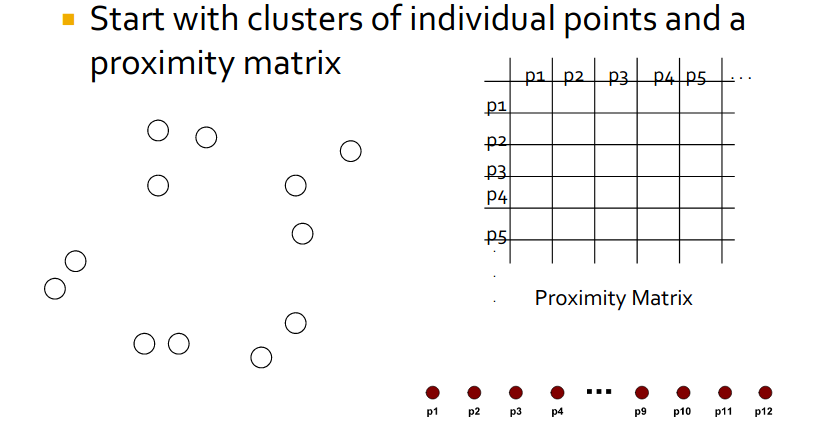 Start with clusters of individual points and a
proximity matrix
p1 p2 p3 p4 p5 ...
p1
p2
p3
p4
p5
.
.
.
Proximity Matrix
...
p1 p2 p3 p4 p9 p10 p11 p12